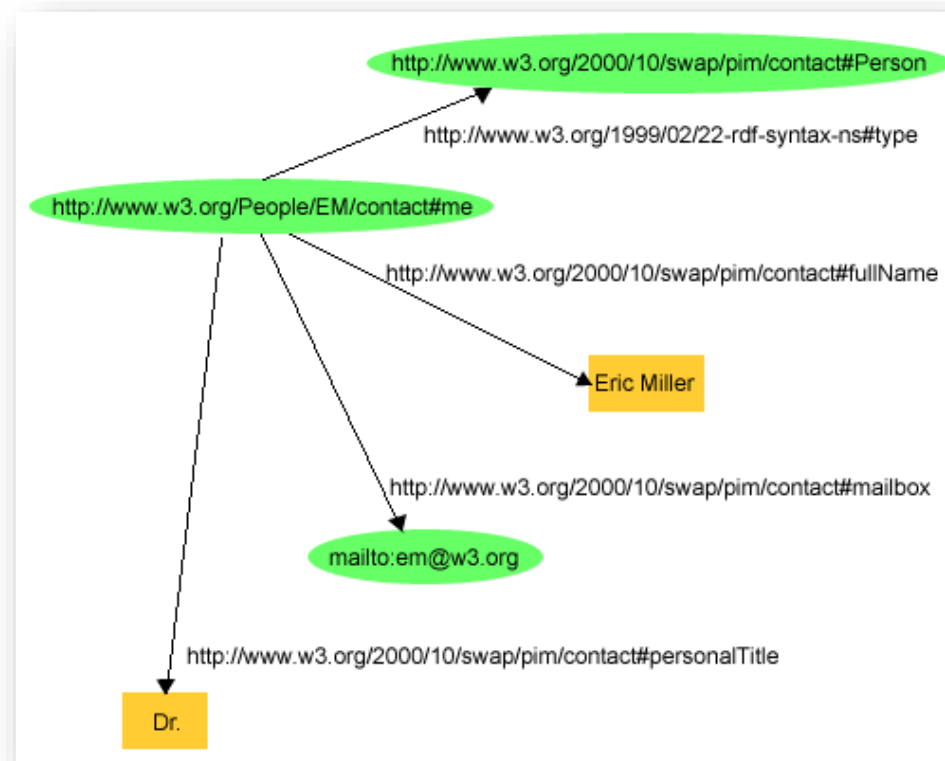 http://www.w3.org/2000/10/swap/pim/contact#Person
http://www.w3.org/1999/02/22-rdf-syntax-ns#type
http://www.w3.org/People/EM/contact#me
http://www.w3.org/2000/10/swap/pim/contact#fullName
Eric Miller
http://www.w3.org/2000/10/swap/pim/contact#mailbox
mailto:em@w3.org
http://www.w3.org/2000/10/swap/pim/contact#personalTitle
Dr.